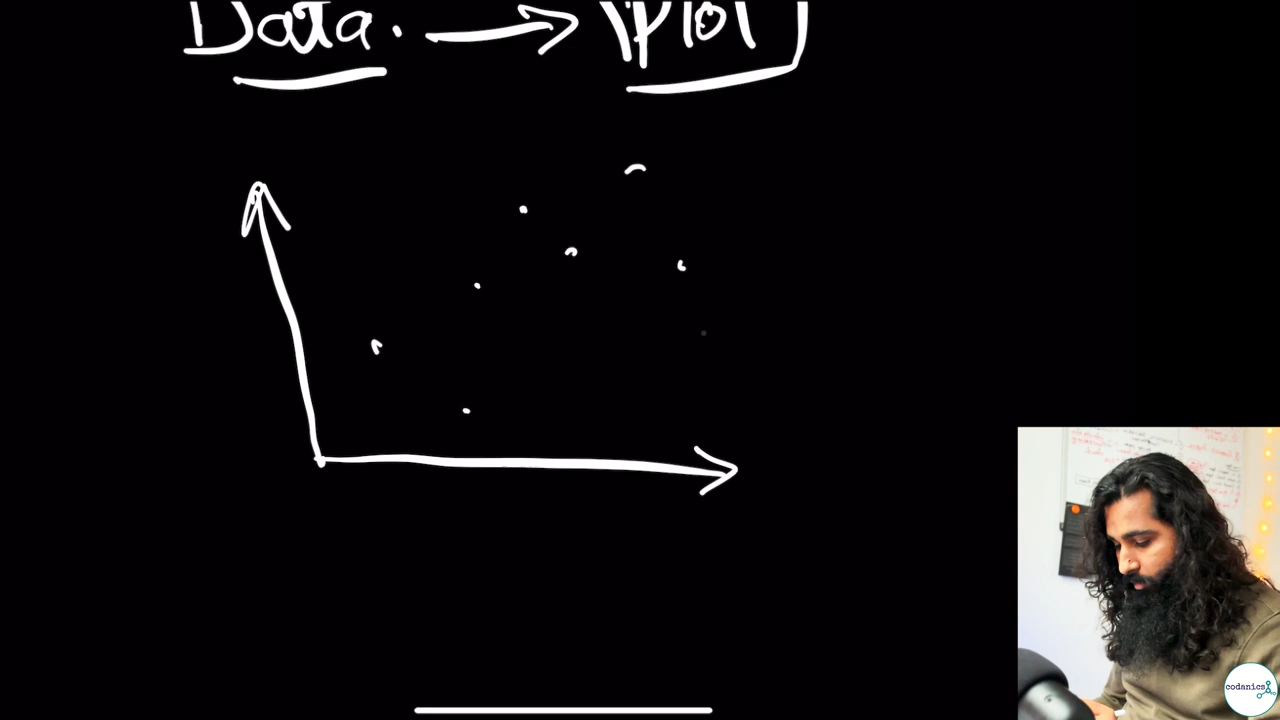 Data. → plot
codanics